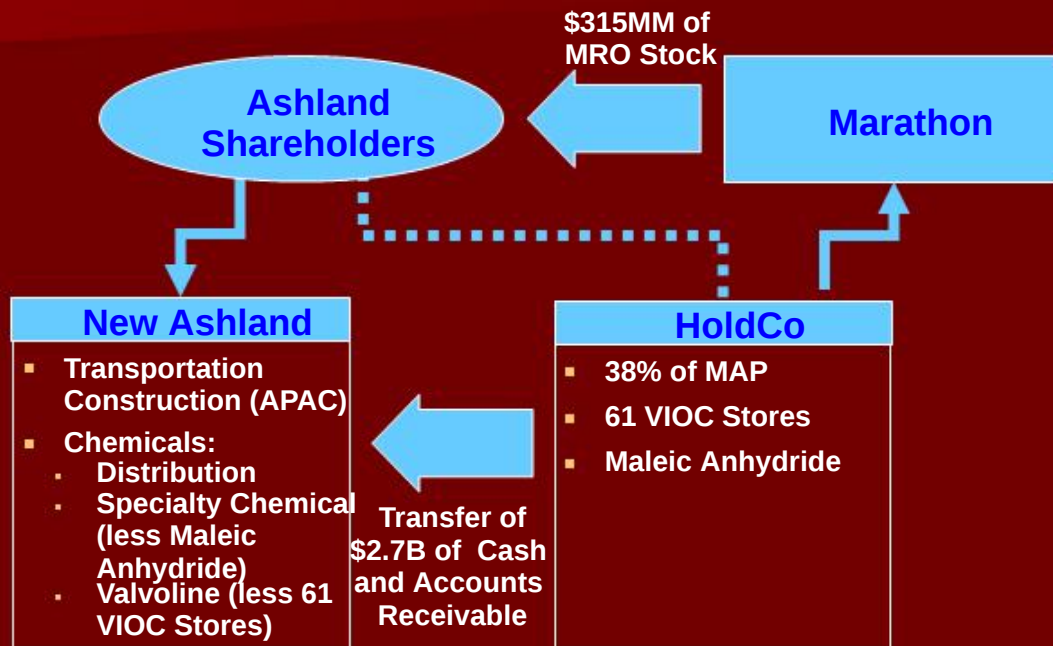 $315MM of
MRO Stock
Ashland
Shareholders
Marathon
New Ashland
Transportation
Construction (APAC)
Chemicals:
Distribution
Specialty Chemical
(less Maleic
Anhydride)
Valvoline (less 61
VIOC Stores)
Transfer of
$2.7B of Cash
and Accounts
Receivable
HoldCo
38% of MAP
61 VIOC Stores
Maleic Anhydride